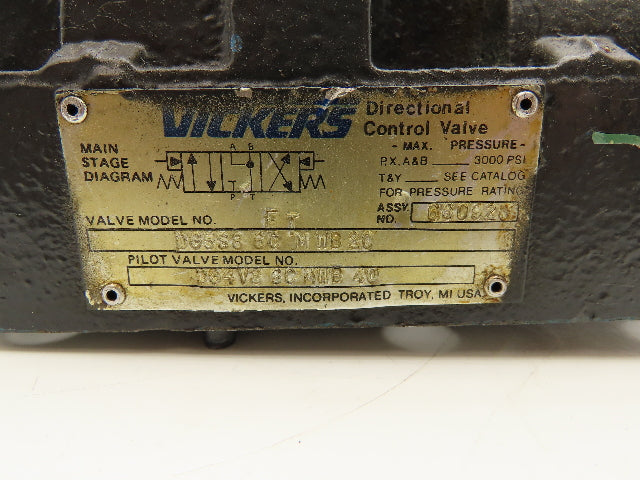 VICKERS
Directional
Control Valve
MAIN
STAGE
DIAGRAM
A B
P T
- MAX. PRESSURE -
P,X,A&B 3000 PSI
T&Y SEE CATALOG
FOR PRESSURE RATING
ASSY. NO.
VALVE MODEL NO.
PILOT VALVE MODEL NO.
VICKERS, INCORPORATED TROY, MI USA